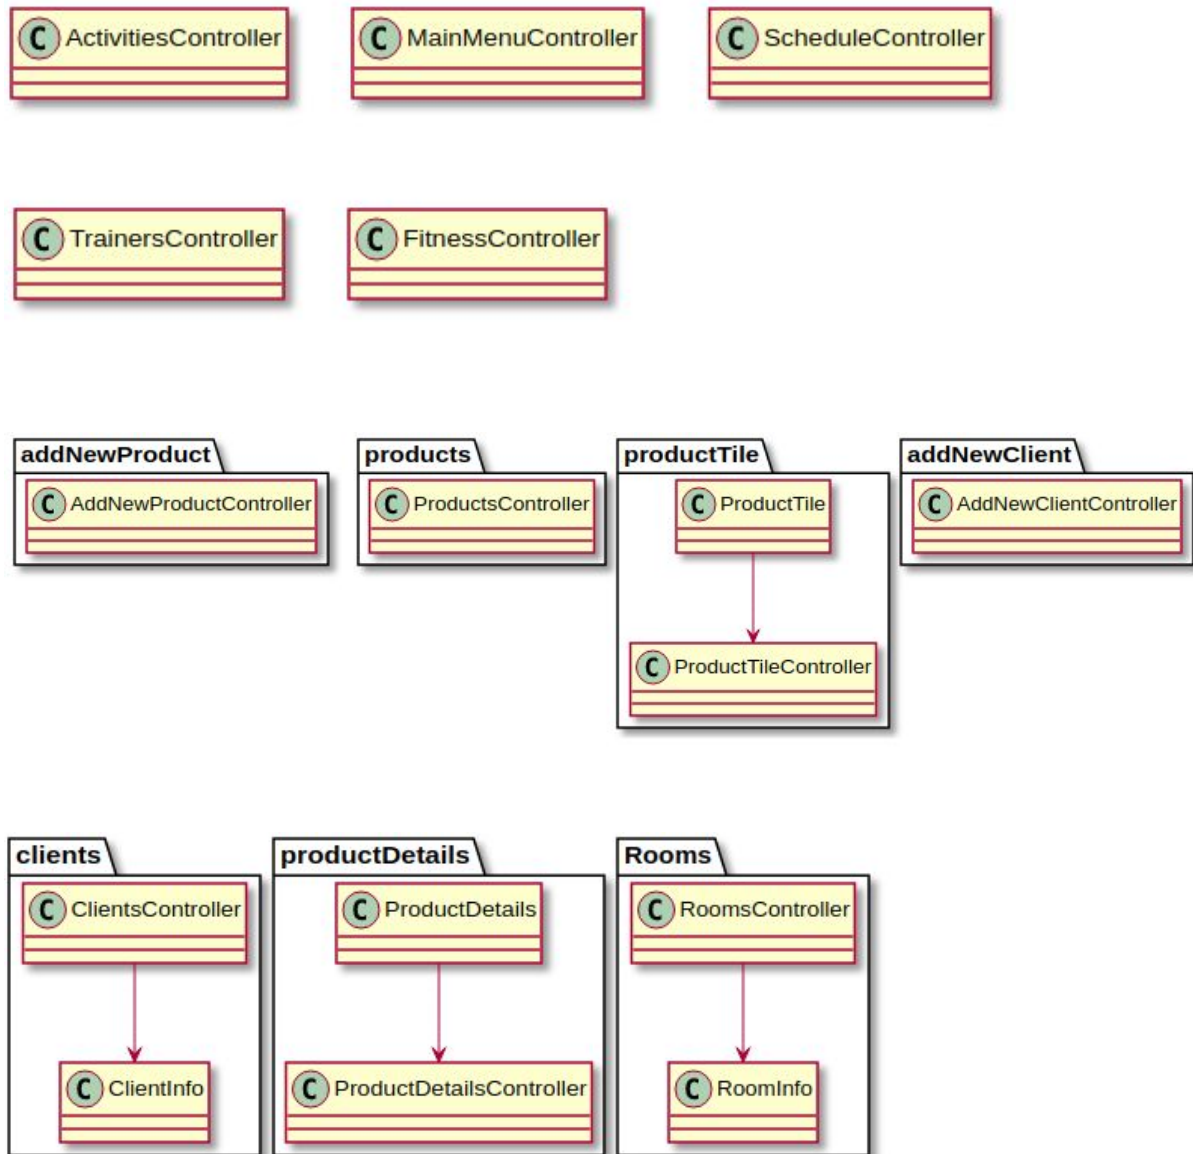 C ActivitiesController
C MainMenuController
C ScheduleController
C TrainersController
C FitnessController
addNewProduct
C AddNewProductController
products
C ProductsController
productTile
C ProductTile
C ProductTileController
addNewClient
C AddNewClientController
clients
C ClientsController
C ClientInfo
productDetails
C ProductDetails
C ProductDetailsController
Rooms
C RoomsController
C RoomInfo